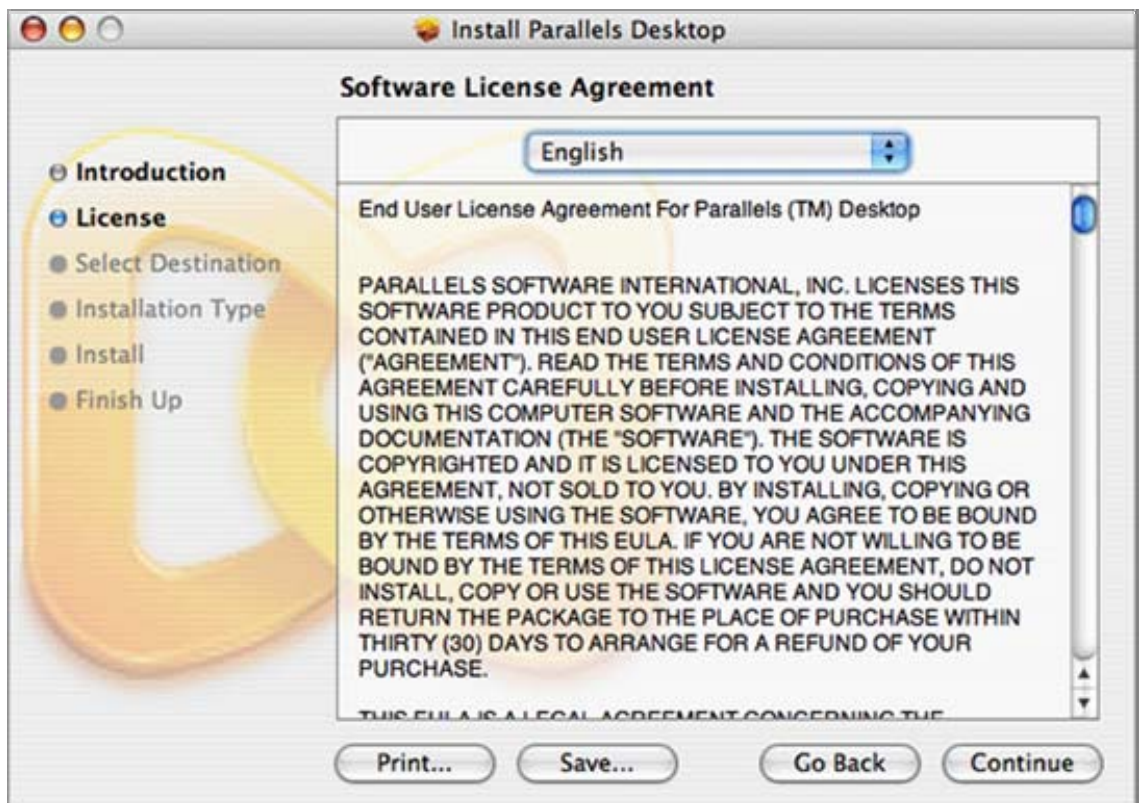 Install Parallels Desktop
Software License Agreement
Introduction
License
Select Destination
Installation Type
Install
Finish Up
English
End User License Agreement For Parallels (TM) Desktop
PARALLELS SOFTWARE INTERNATIONAL, INC. LICENSES THIS
SOFTWARE PRODUCT TO YOU SUBJECT TO THE TERMS
CONTAINED IN THIS END USER LICENSE AGREEMENT
("AGREEMENT"). READ THE TERMS AND CONDITIONS OF THIS
AGREEMENT CAREFULLY BEFORE INSTALLING, COPYING AND
USING THIS COMPUTER SOFTWARE AND THE ACCOMPANYING
DOCUMENTATION (THE "SOFTWARE"). THE SOFTWARE IS
COPYRIGHTED AND IT IS LICENSED TO YOU UNDER THIS
AGREEMENT, NOT SOLD TO YOU. BY INSTALLING, COPYING OR
OTHERWISE USING THE SOFTWARE, YOU AGREE TO BE BOUND
BY THE TERMS OF THIS EULA. IF YOU ARE NOT WILLING TO BE
BOUND BY THE TERMS OF THIS LICENSE AGREEMENT, DO NOT
INSTALL, COPY OR USE THE SOFTWARE AND YOU SHOULD
RETURN THE PACKAGE TO THE PLACE OF PURCHASE WITHIN
THIRTY (30) DAYS TO ARRANGE FOR A REFUND OF YOUR
PURCHASE.
THIS EULA IS A LEGAL AGREEMENT CONCERNING THE
Print...
Save...
Go Back
Continue